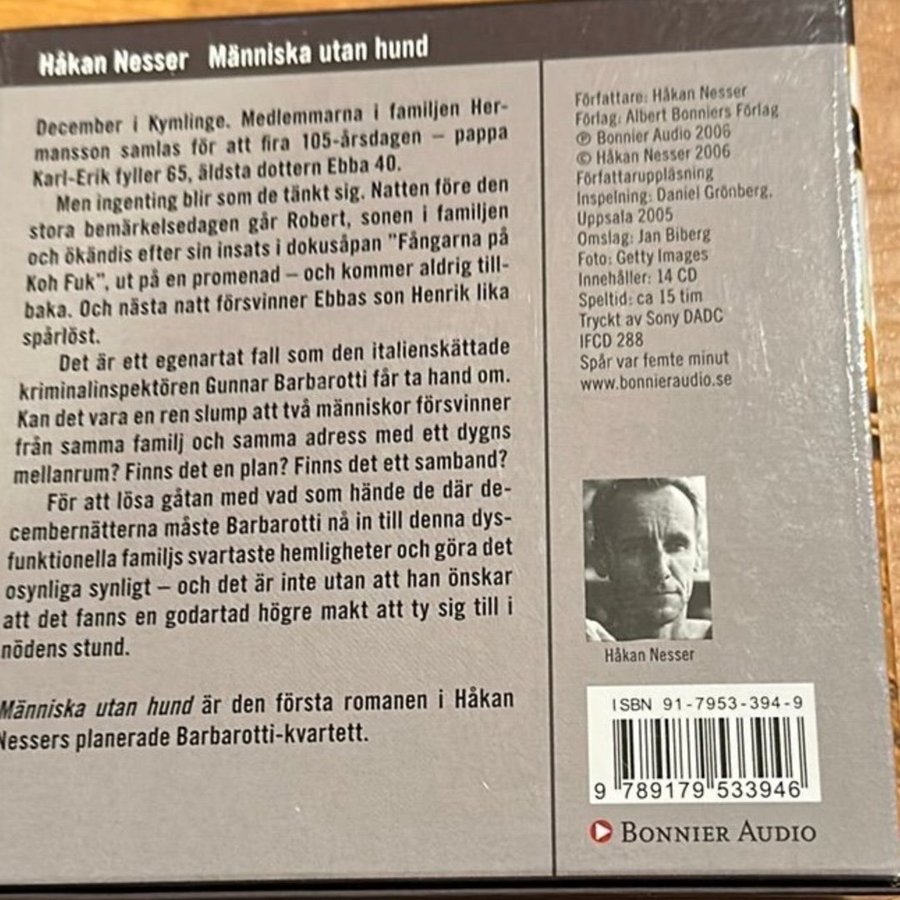 Håkan Nesser Människa utan hund
December i Kymlinge. Medlemmarna i familjen Her-
mansson samlas för att fira 105-årsdagen – pappa
Karl-Erik fyller 65, äldsta dottern Ebba 40.
Men ingenting blir som de tänkt sig. Natten före den
stora bemärkelsedagen går Robert, sonen i familjen
och ökändis efter sin insats i dokusåpan "Fångarna på
Koh Fuk", ut på en promenad – och kommer aldrig till-
baka. Och nästa natt försvinner Ebbas son Henrik lika
spårlöst.
Det är ett egenartat fall som den italienskättade
kriminalinspektören Gunnar Barbarotti får ta hand om.
Kan det vara en ren slump att två människor försvinner
från samma familj och samma adress med ett dygns
mellanrum? Finns det en plan? Finns det ett samband?
För att lösa gåtan med vad som hände de där de-
cembernätterna måste Barbarotti nå in till denna dys-
funktionella familjs svartaste hemligheter och göra det
osynliga synligt – och det är inte utan att han önskar
att det fanns en godartad högre makt att ty sig till i
nödens stund.
Människa utan hund är den första romanen i Håkan
Nessers planerade Barbarotti-kvartett.
Författare: Håkan Nesser
Förlag: Albert Bonniers Förlag
℗ Bonnier Audio 2006
© Håkan Nesser 2006
Författaruppläsning
Inspelning: Daniel Grönberg,
Uppsala 2005
Omslag: Jan Biberg
Foto: Getty Images
Innehåller: 14 CD
Speltid: ca 15 tim
Tryckt av Sony DADC
IFCD 288
Spår var femte minut
www.bonnieraudio.se
Håkan Nesser
ISBN 91-7953-394-9
9 789179 533946
BONNIER AUDIO